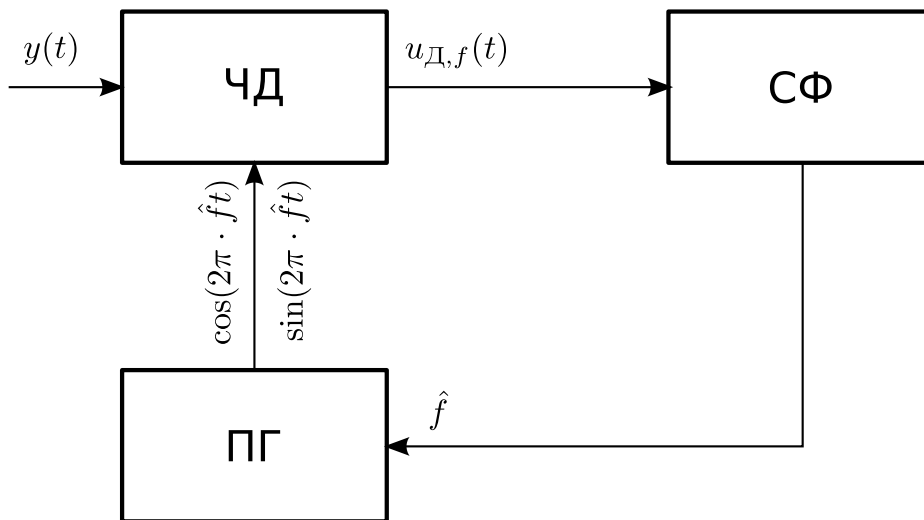 y(t)
ЧД
u_{Д,f}(t)
СФ
cos(2π · f̂t)
sin(2π · f̂t)
ПГ
f̂